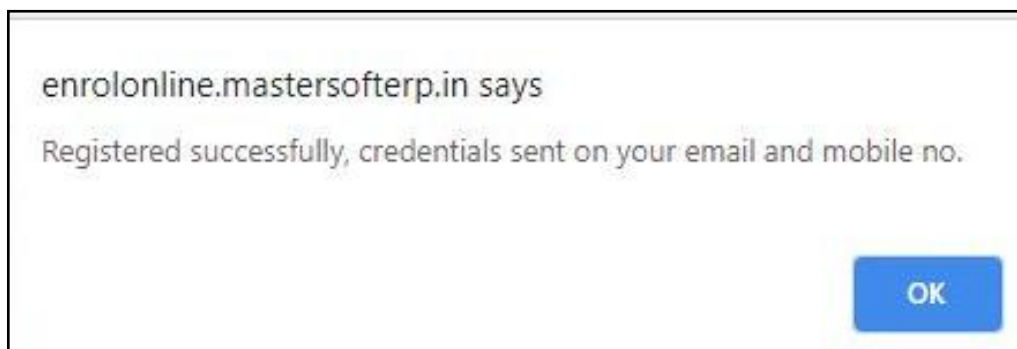 enrolonline.mastersofterp.in says
Registered successfully, credentials sent on your email and mobile no.
OK